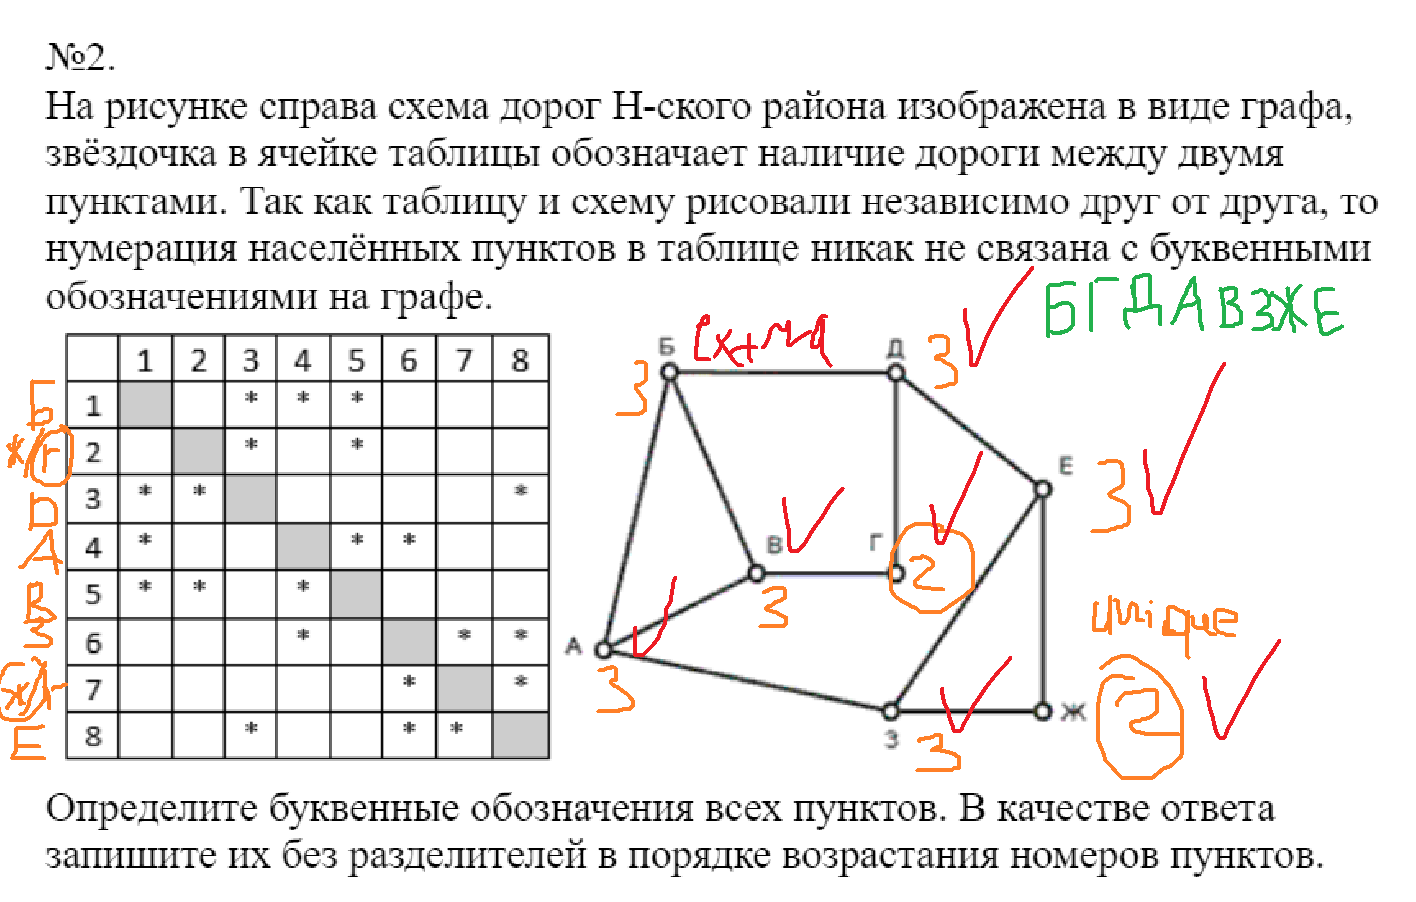 №2.
На рисунке справа схема дорог Н-ского района изображена в виде графа,
звёздочка в ячейке таблицы обозначает наличие дороги между двумя
пунктами. Так как таблицу и схему рисовали независимо друг от друга, то
нумерация населённых пунктов в таблице никак не связана с буквенными
обозначениями на графе.
БГДАВЗЖЕ
1 2 3 4 5 6 7 8
Б 1 * * *
Г 2 * *
D 3 * * *
А 4 * * *
В 5 * * *
З 6 * * *
Ж 7 * *
Е 8 * * *
Б 3
Д 3
Е 3
В 3
Г 2
unique
А 3
З 3
Ж 2
Определите буквенные обозначения всех пунктов. В качестве ответа
запишите их без разделителей в порядке возрастания номеров пунктов.